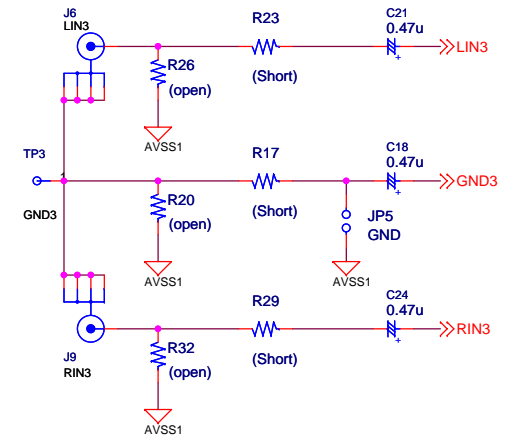 J6
LIN3
R23
C21
0.47u
LIN3
R26
(open)
(Short)
AVSS1
TP3
1
GND3
R17
C18
0.47u
GND3
R20
(open)
(Short)
JP5
GND
AVSS1
AVSS1
J9
RIN3
R29
C24
0.47u
RIN3
R32
(open)
(Short)
AVSS1